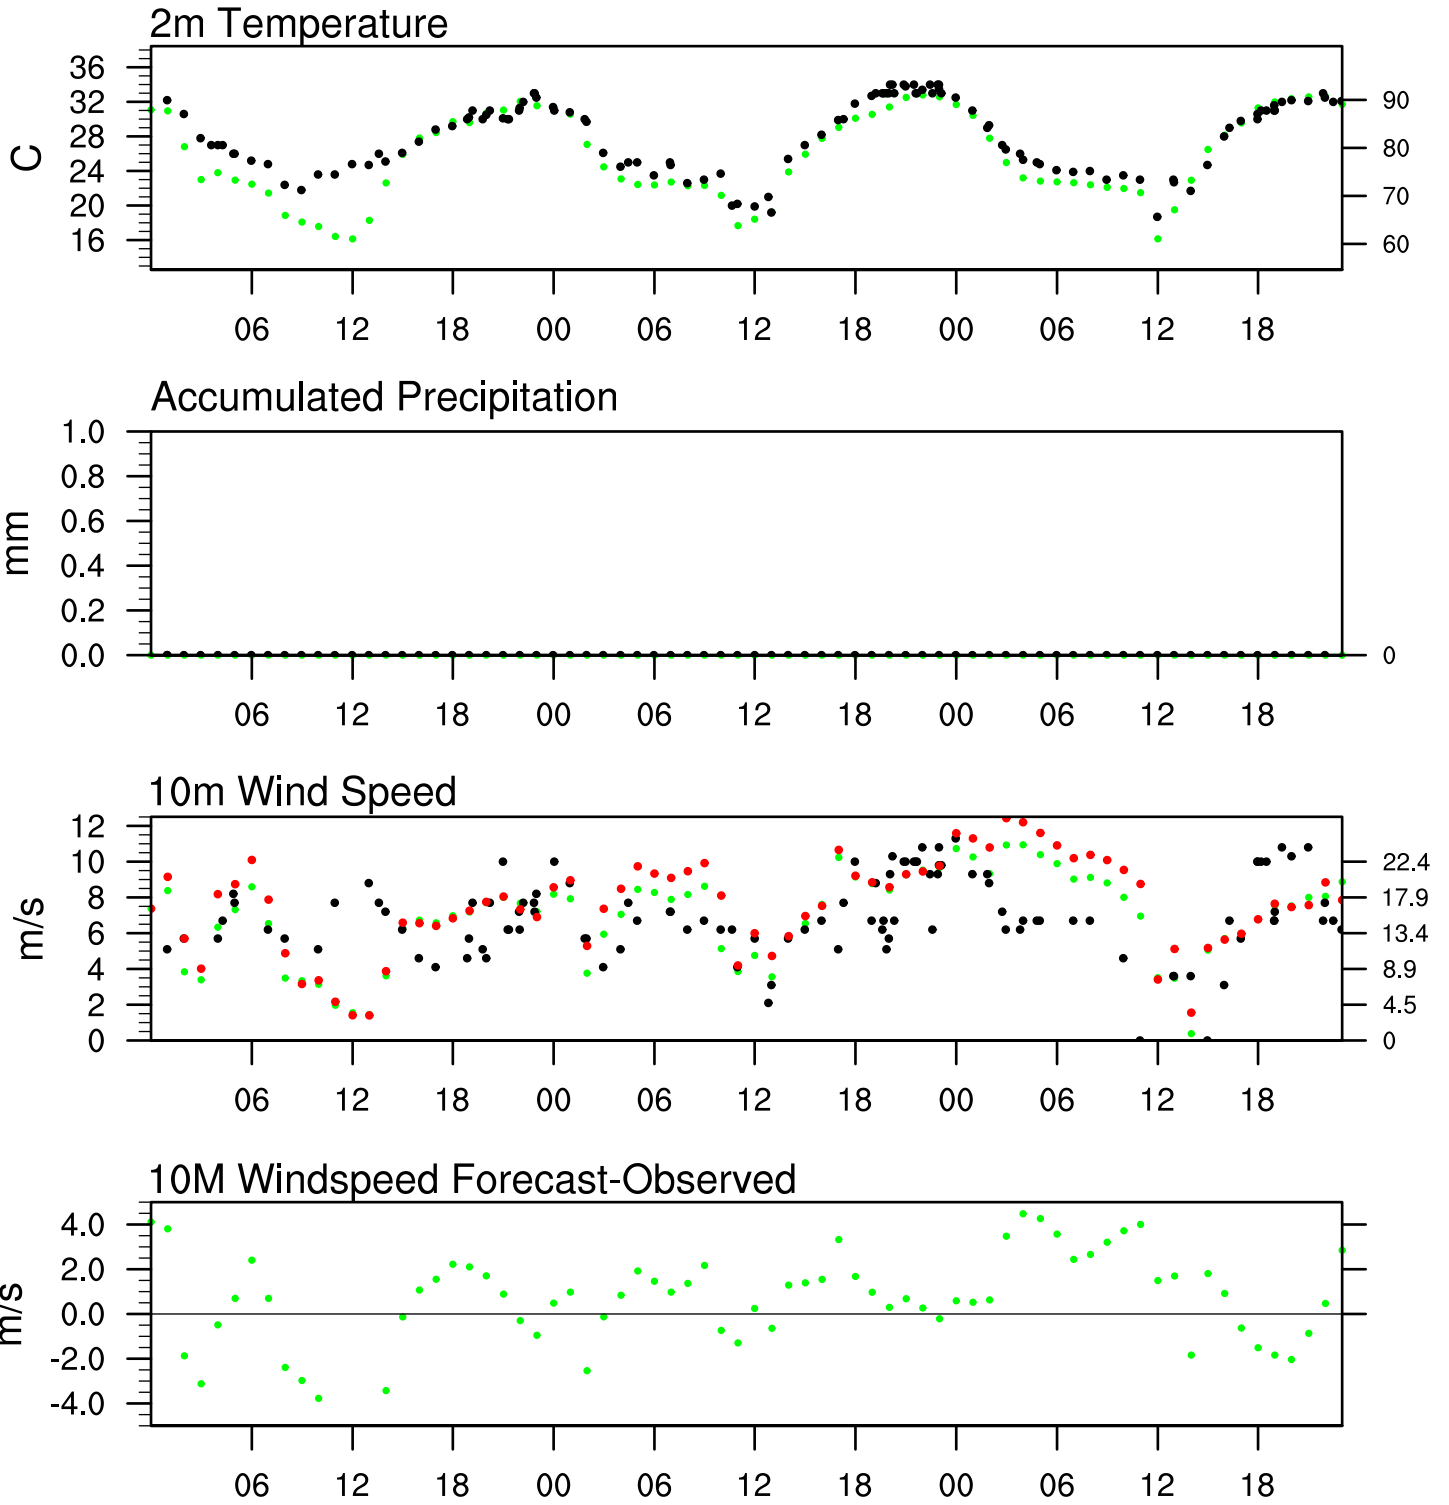 2m Temperature
36
32
28
24
20
16
C
90
80
70
60
06 12 18 00 06 12 18 00 06 12 18
Accumulated Precipitation
1.0
0.8
0.6
0.4
0.2
0.0
mm
0
06 12 18 00 06 12 18 00 06 12 18
10m Wind Speed
12
10
8
6
4
2
0
m/s
22.4
17.9
13.4
8.9
4.5
0
06 12 18 00 06 12 18 00 06 12 18
10M Windspeed Forecast-Observed
4.0
2.0
0.0
-2.0
-4.0
m/s
06 12 18 00 06 12 18 00 06 12 18